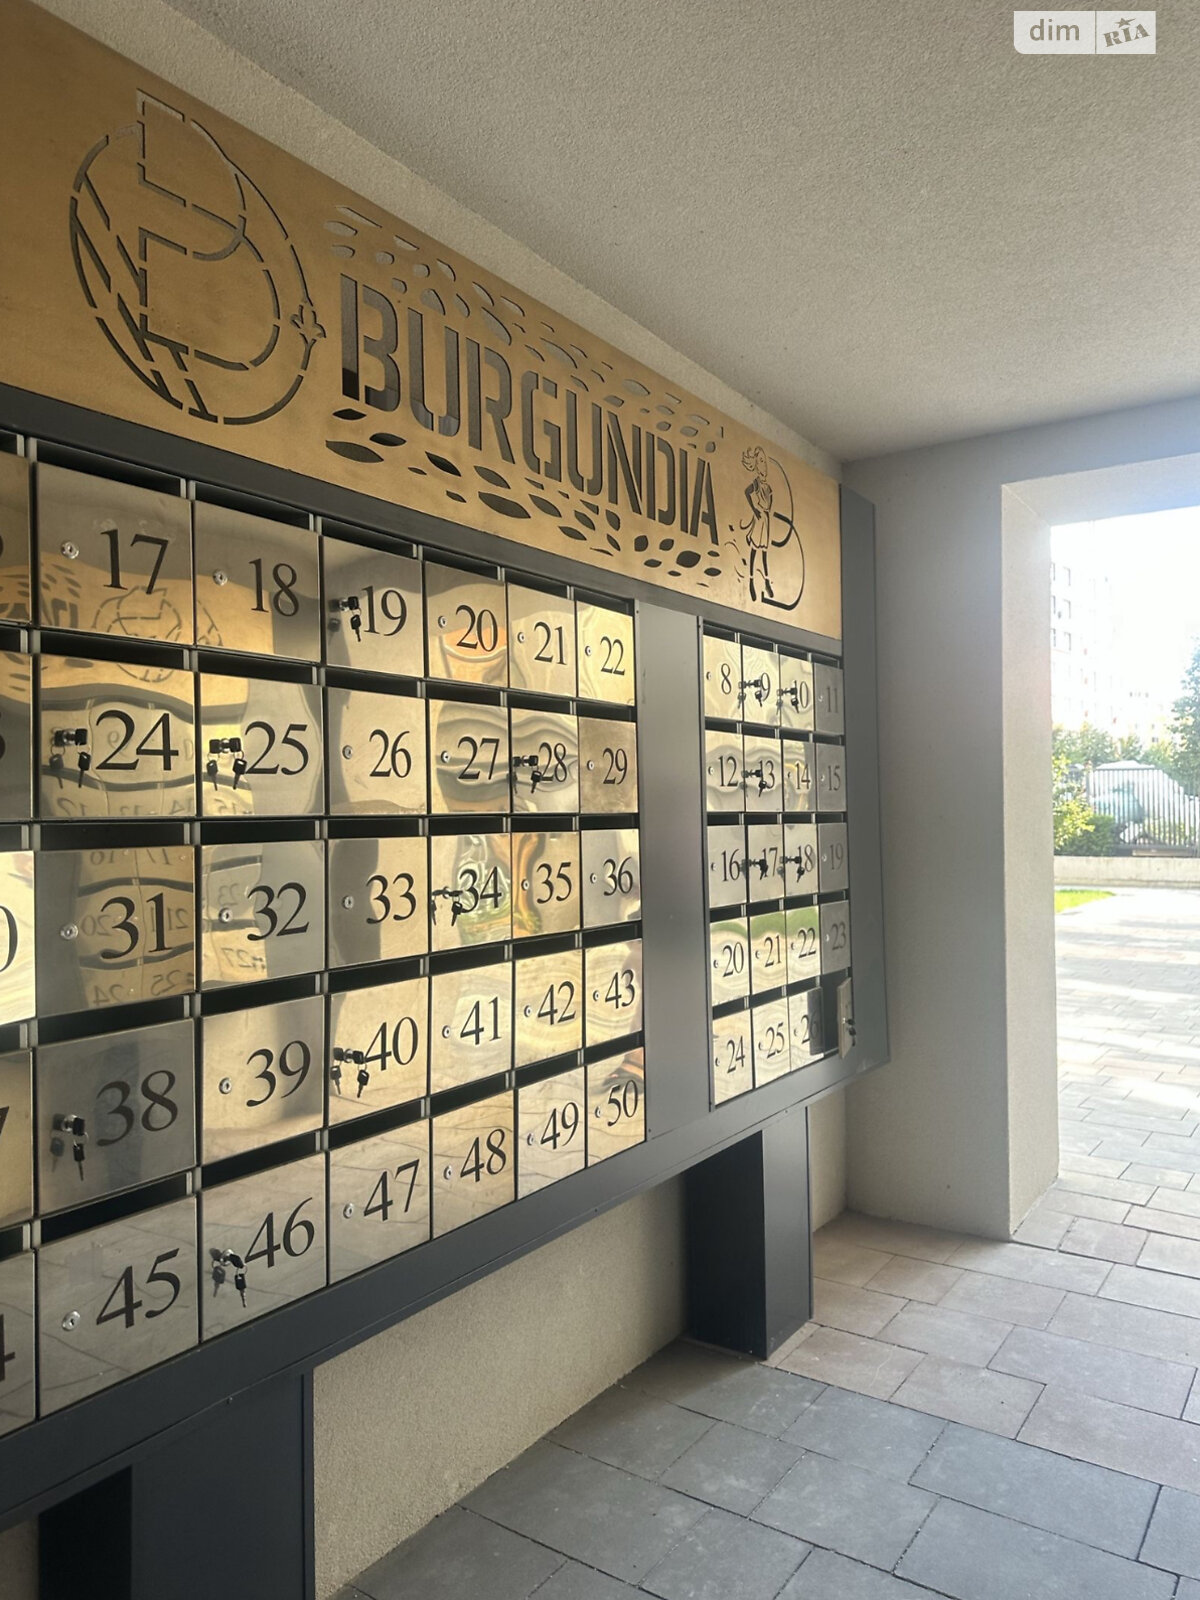 dim RIA
BURGUNDIA
17 18 19 20 21 22
24 25 26 27 28 29
31 32 33 34 35 36
38 39 40 41 42 43
45 46 47 48 49 50
8 9 10 11
12 13 14 15
16 17 18 19
20 21 22 23
24 25 26